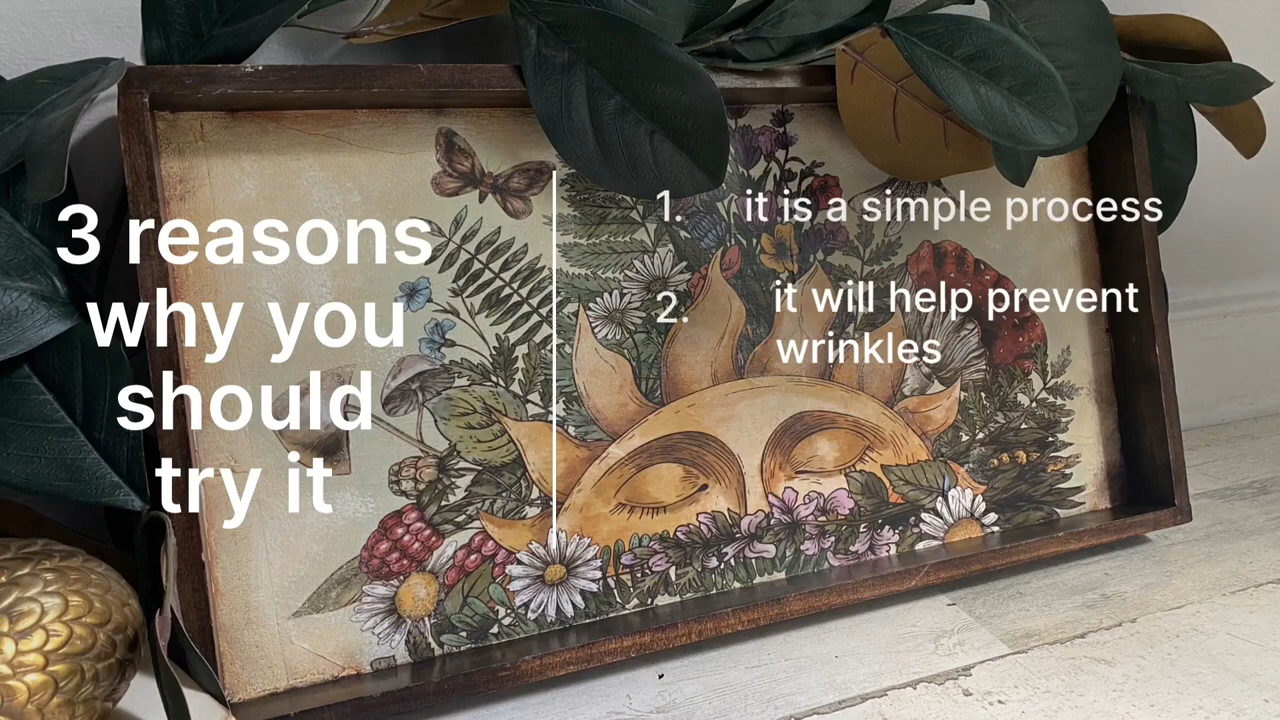 3 reasons
why you
should
try it
1. it is a simple process
2. it will help prevent
wrinkles